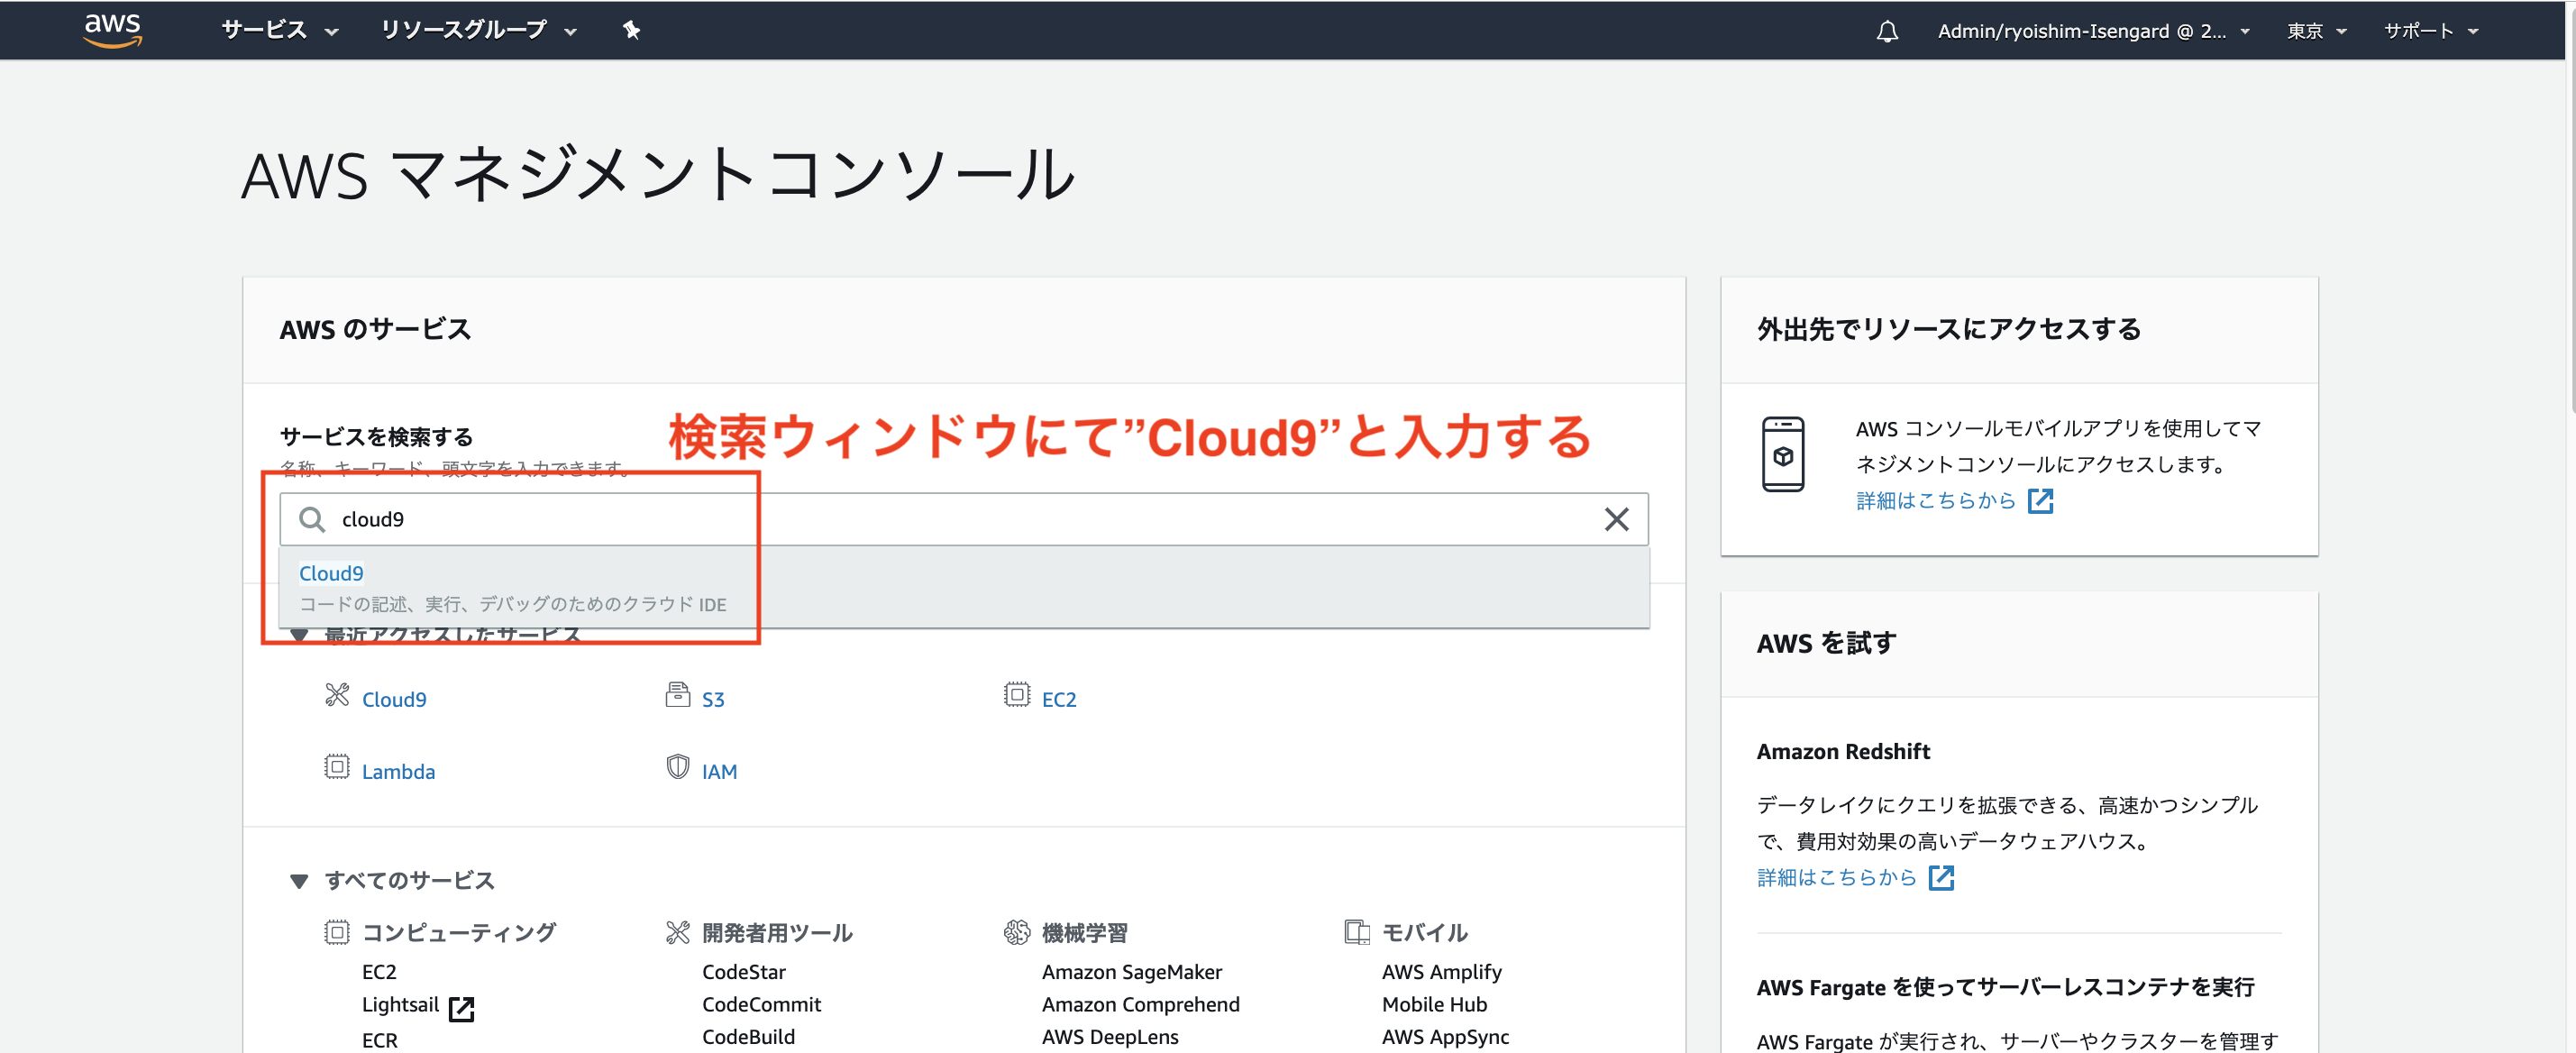 aws
サービス
リソースグループ
Admin/ryoishim-Isengard @ 2...
東京
サポート
AWS マネジメントコンソール
AWS のサービス
サービスを検索する
検索ウィンドウにて”Cloud9”と入力する
名称、キーワード、頭文字を入力できます。
cloud9
Cloud9
コードの記述、実行、デバッグのためのクラウド IDE
最近アクセスしたサービス
Cloud9
S3
EC2
Lambda
IAM
すべてのサービス
コンピューティング
EC2
Lightsail
ECR
開発者用ツール
CodeStar
CodeCommit
CodeBuild
機械学習
Amazon SageMaker
Amazon Comprehend
AWS DeepLens
モバイル
AWS Amplify
Mobile Hub
AWS AppSync
外出先でリソースにアクセスする
AWS コンソールモバイルアプリを使用してマ
ネジメントコンソールにアクセスします。
詳細はこちらから
AWS を試す
Amazon Redshift
データレイクにクエリを拡張できる、高速かつシンプル
で、費用対効果の高いデータウェアハウス。
詳細はこちらから
AWS Fargate を使ってサーバーレスコンテナを実行
AWS Fargate が実行され、サーバーやクラスターを管理す